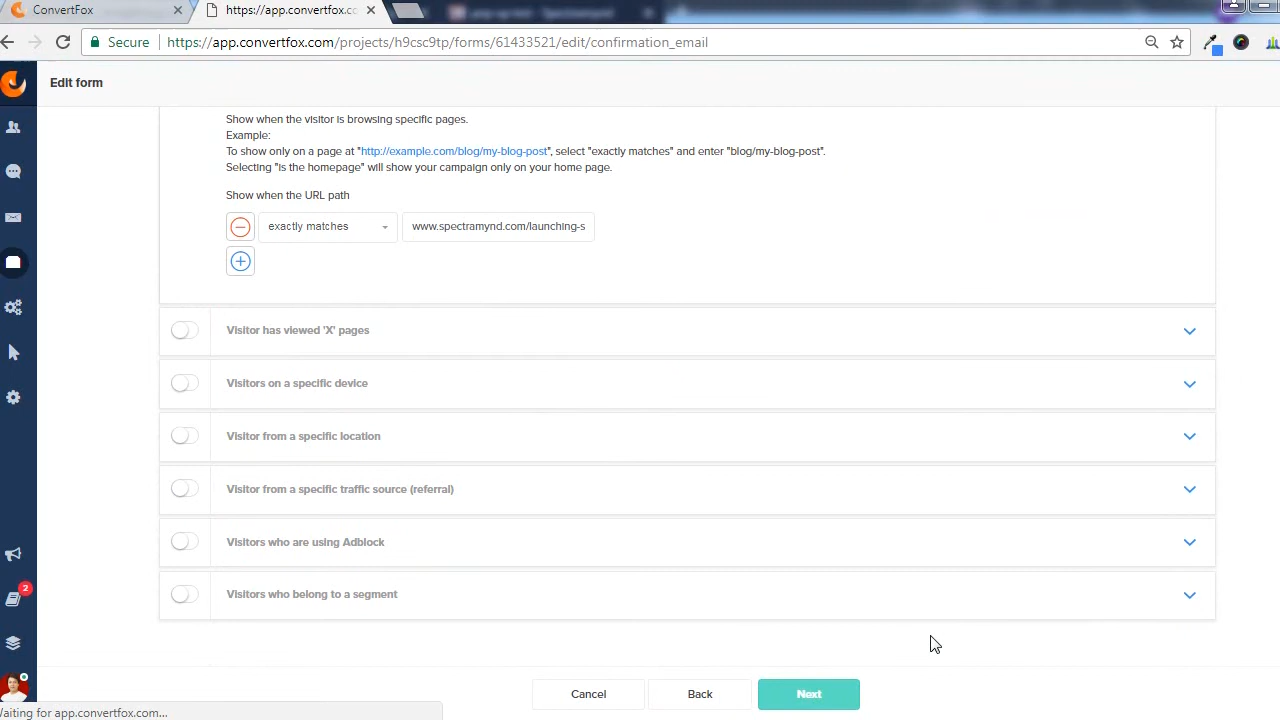 ConvertFox
https://app.convertfox.cc
Secure
https://app.convertfox.com/projects/h9csc9tp/forms/61433521/edit/confirmation_email
Edit form
Show when the visitor is browsing specific pages.
Example:
To show only on a page at "http://example.com/blog/my-blog-post", select "exactly matches" and enter "blog/my-blog-post".
Selecting "is the homepage" will show your campaign only on your home page.
Show when the URL path
exactly matches
www.spectramynd.com/launching-s
Visitor has viewed 'X' pages
Visitors on a specific device
Visitor from a specific location
Visitor from a specific traffic source (referral)
Visitors who are using Adblock
Visitors who belong to a segment
2
Cancel
Back
Next
Waiting for app.convertfox.com...